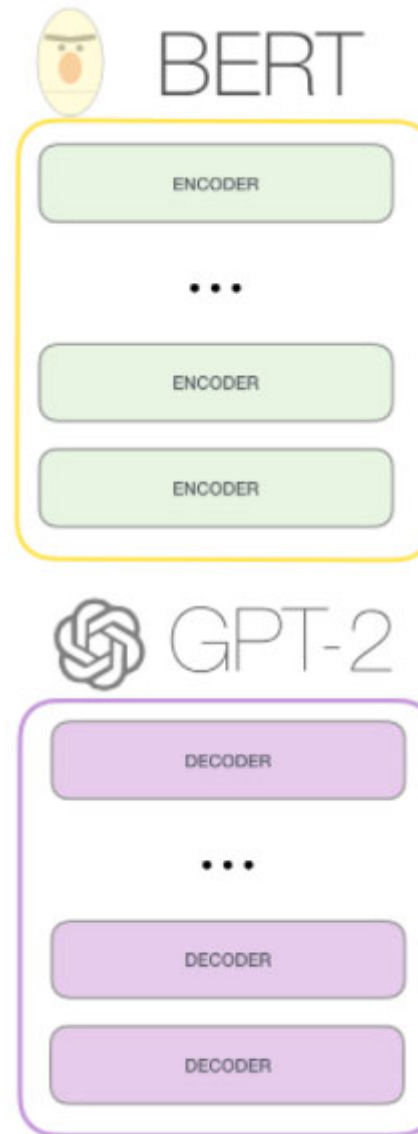 BERT
ENCODER
...
ENCODER
ENCODER
GPT-2
DECODER
...
DECODER
DECODER